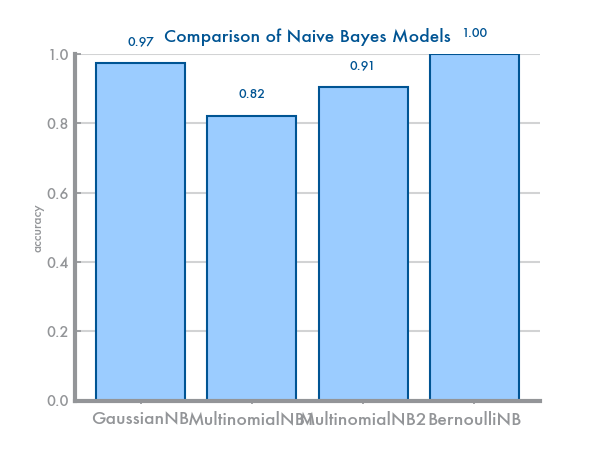 Comparison of Naive Bayes Models
0.97
0.82
0.91
1.00
accuracy
1.0
0.8
0.6
0.4
0.2
0.0
GaussianNB
MultinomialNB1
MultinomialNB2
BernoulliNB